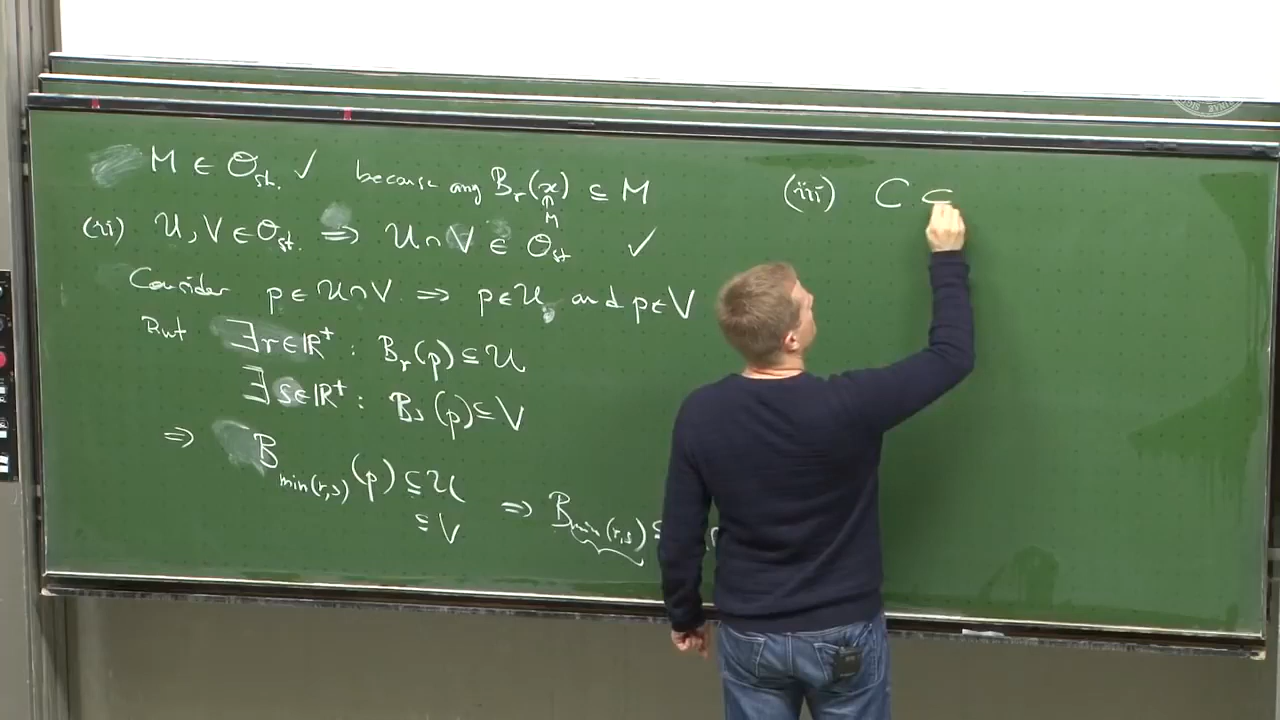 M ∈ O_st. ✓ because any B_r(x) ⊆ M
⇑
M
(ii) U, V ∈ O_st. ⟹ U ∩ V ∈ O_st ✓
Consider p ∈ U ∩ V ⟹ p ∈ U and p ∈ V
But ∃ r ∈ ℝ⁺ : B_r(p) ⊆ U
∃ s ∈ ℝ⁺ : B_s(p) ⊆ V
⟹ B_min(r,s) (p) ⊆ U
⊆ V ⟹ B_min(r,s) ⊆
(iii) C ⊆